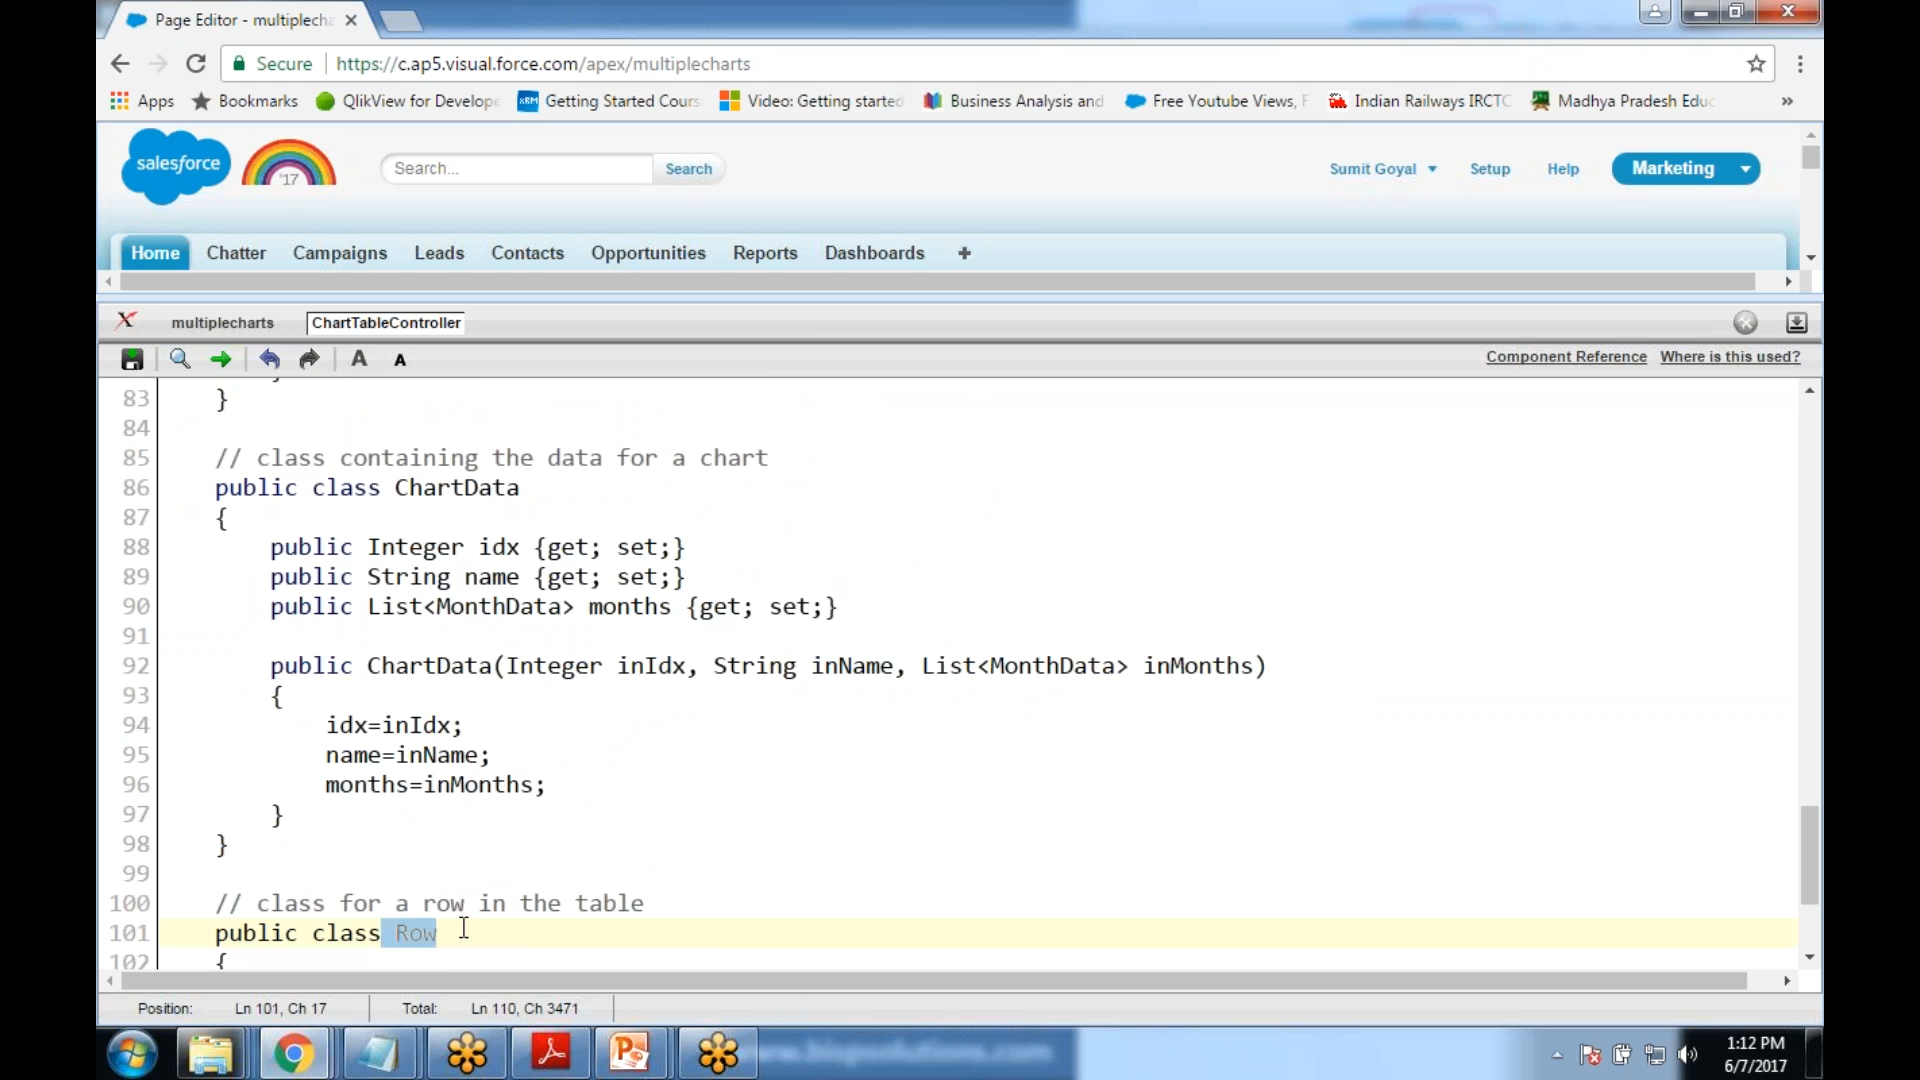 Page Editor - multiplecha
Secure https://c.ap5.visual.force.com/apex/multiplecharts
Apps Bookmarks QlikView for Develope xRM Getting Started Cours Video: Getting started Business Analysis and Free Youtube Views, F Indian Railways IRCTC Madhya Pradesh Educ »
salesforce '17 Search... Search Sumit Goyal Setup Help Marketing
Home Chatter Campaigns Leads Contacts Opportunities Reports Dashboards +
multiplecharts ChartTableController
A A Component Reference Where is this used?
83 }
84
85 // class containing the data for a chart
86 public class ChartData
87 {
88 public Integer idx {get; set;}
89 public String name {get; set;}
90 public List<MonthData> months {get; set;}
91
92 public ChartData(Integer inIdx, String inName, List<MonthData> inMonths)
93 {
94 idx=inIdx;
95 name=inName;
96 months=inMonths;
97 }
98 }
99
100 // class for a row in the table
101 public class Row
102 {
Position: Ln 101, Ch 17 Total: Ln 110, Ch 3471
1:12 PM
6/7/2017